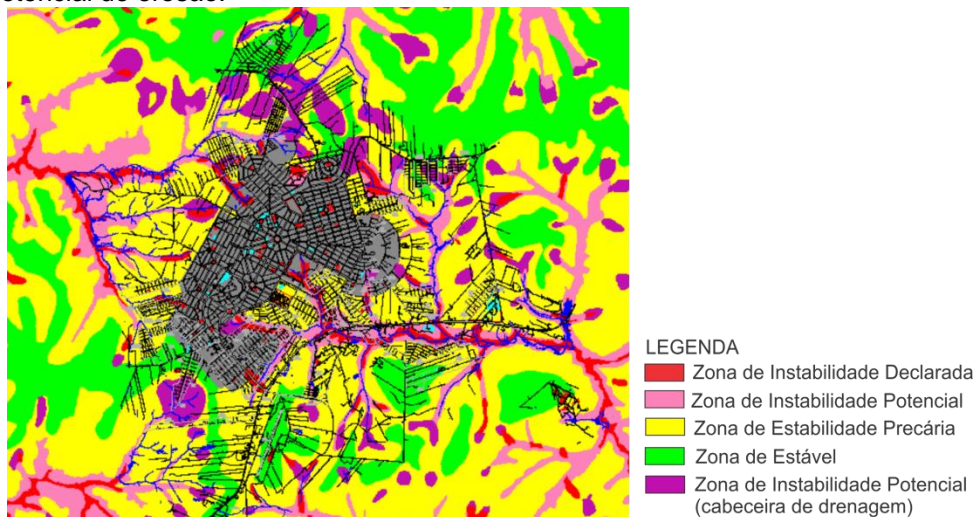 LEGENDA
Zona de Instabilidade Declarada
Zona de Instabilidade Potencial
Zona de Estabilidade Precária
Zona de Estável
Zona de Instabilidade Potencial
(cabeceira de drenagem)